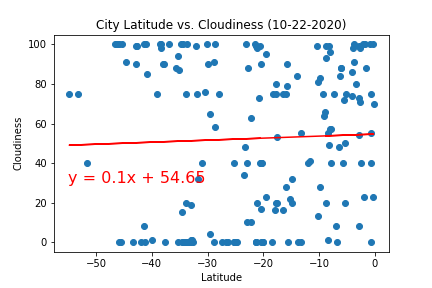 City Latitude vs. Cloudiness (10-22-2020)
100
80
60
40
20
0
Cloudiness
y = 0.1x + 54.65
−50 −40 −30 −20 −10 0
Latitude